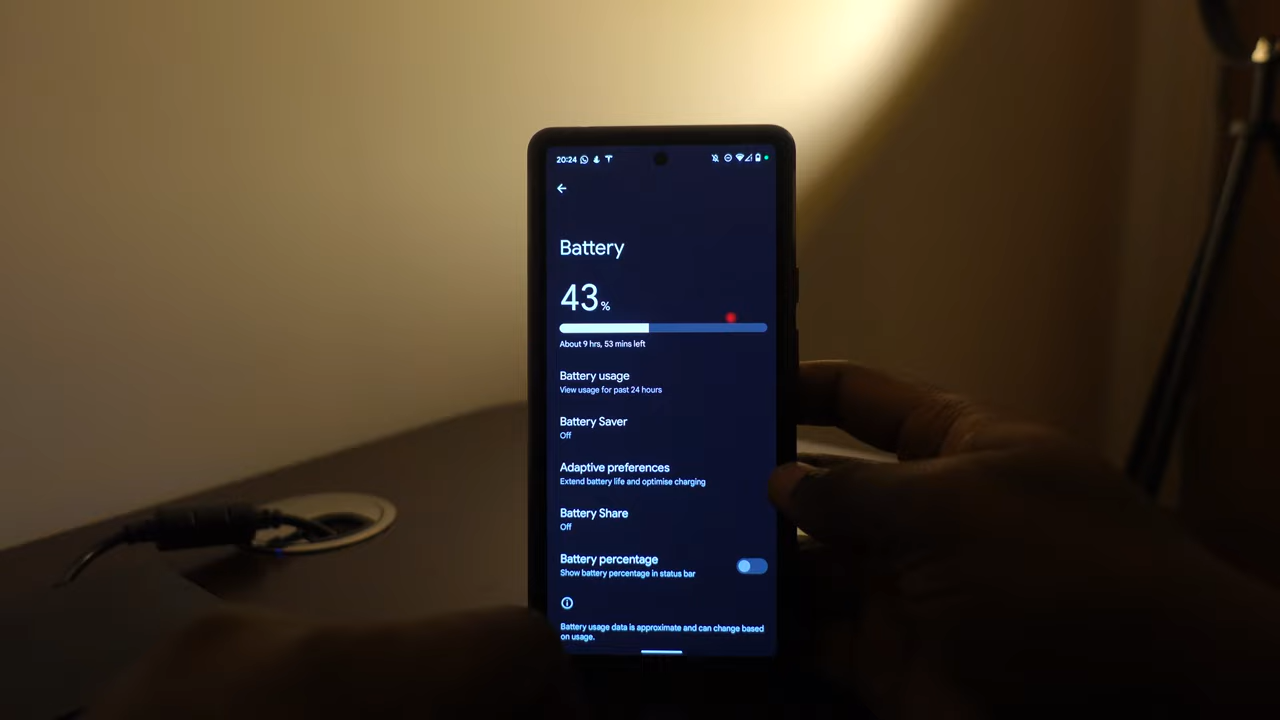 20:24
Battery
43%
About 9 hrs, 53 mins left
Battery usage
View usage for past 24 hours
Battery Saver
Off
Adaptive preferences
Extend battery life and optimise charging
Battery Share
Off
Battery percentage
Show battery percentage in status bar
Battery usage data is approximate and can change based
on usage.